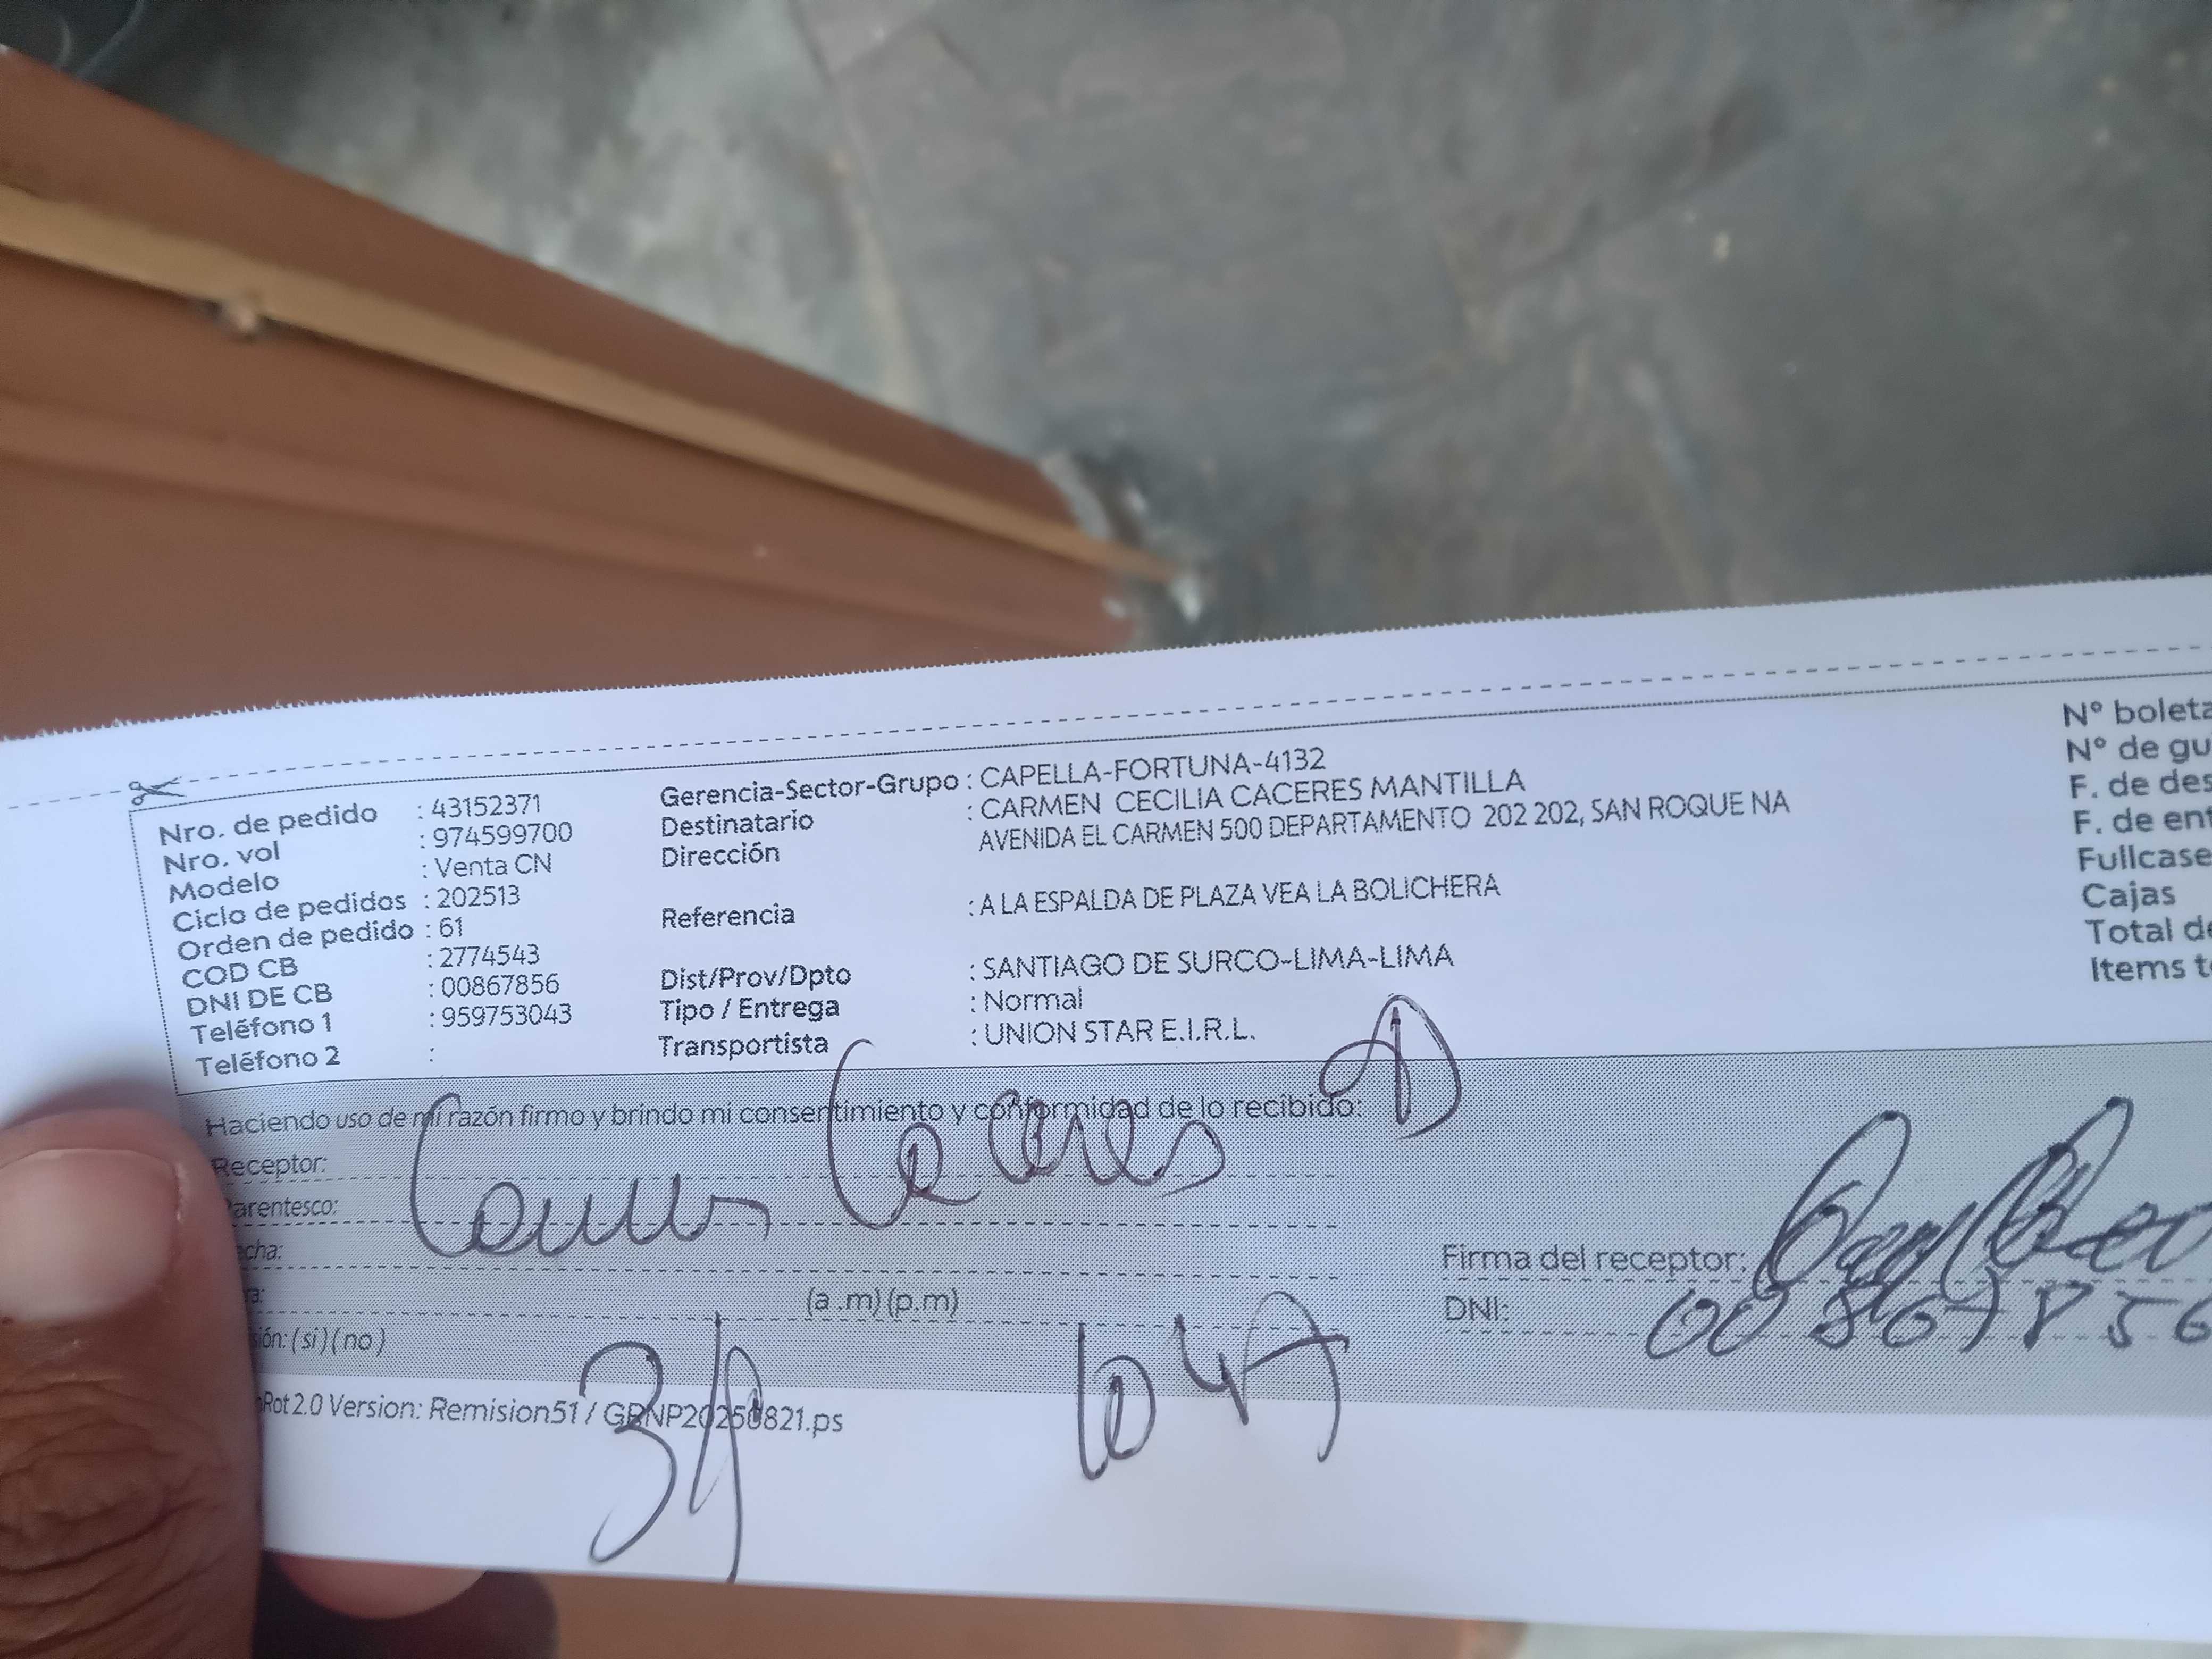 Nro. de pedido : 43152371
Nro. vol : 974599700
Modelo : Venta CN
Ciclo de pedidos : 202513
Orden de pedido : 61
COD CB : 2774543
DNI DE CB : 00867856
Teléfono 1 : 959753043
Teléfono 2 :
Gerencia-Sector-Grupo : CAPELLA-FORTUNA-4132
Destinatario : CARMEN CECILIA CACERES MANTILLA
Dirección AVENIDA EL CARMEN 500 DEPARTAMENTO 202 202, SAN ROQUE NA
Referencia : A LA ESPALDA DE PLAZA VEA LA BOLICHERA
Dist/Prov/Dpto : SANTIAGO DE SURCO-LIMA-LIMA
Tipo / Entrega : Normal
Transportista : UNION STAR E.I.R.L.
N° boleta
N° de gu
F. de des
F. de ent
Fullcase
Cajas
Total de
Items t
Haciendo uso de mi razón firmo y brindo mi consentimiento y conformidad de lo recibido:
Receptor: Caceres
Parentesco:
echa:
(a .m) (p.m)
sión: ( si ) ( no )
Firma del receptor:
DNI: 00867856
Rot 2.0 Version: Remision51 / GRNP20250821.ps